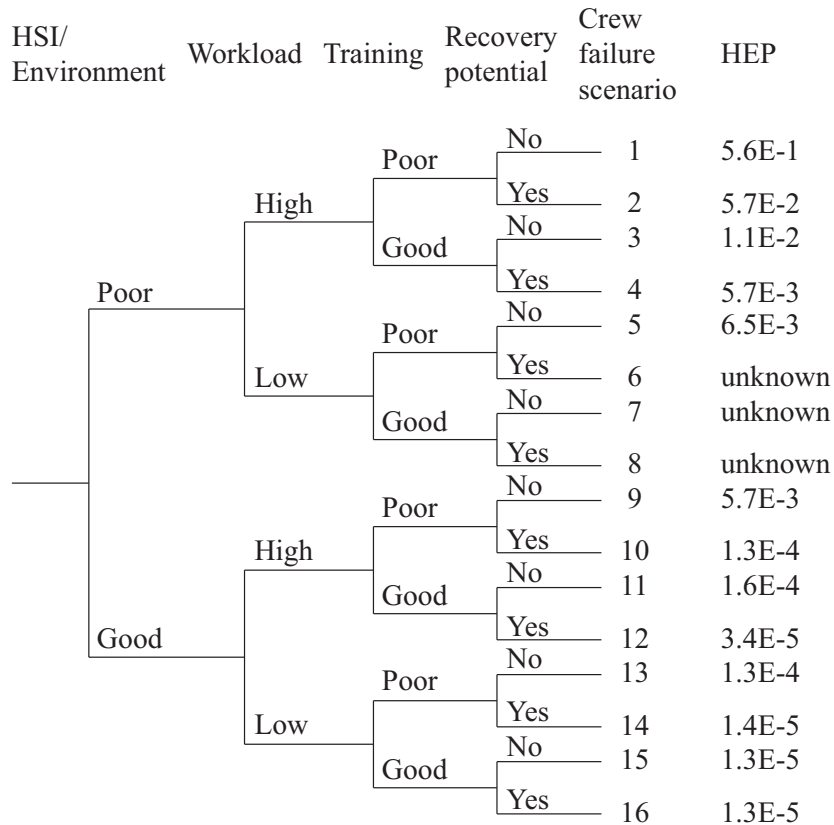 HSI/
Environment
Workload
Training
Recovery
potential
Crew
failure
scenario
HEP
No
1
5.6E-1
Poor
Yes
2
5.7E-2
High
No
3
1.1E-2
Good
Yes
4
5.7E-3
Poor
No
5
6.5E-3
Poor
Yes
6
unknown
Low
No
7
unknown
Good
Yes
8
unknown
No
9
5.7E-3
Poor
Yes
10
1.3E-4
High
No
11
1.6E-4
Good
Yes
12
3.4E-5
Good
No
13
1.3E-4
Poor
Yes
14
1.4E-5
Low
No
15
1.3E-5
Good
Yes
16
1.3E-5